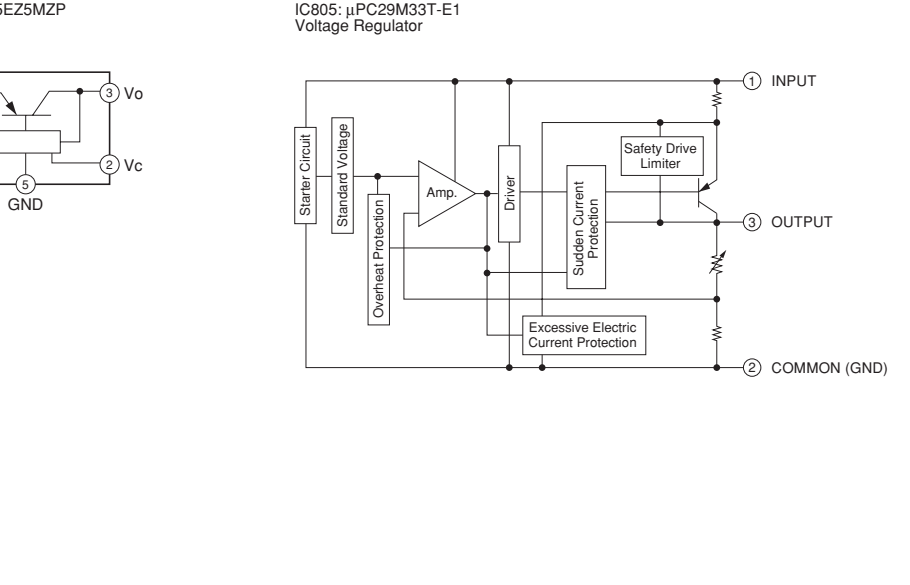 5EZ5MZP
3 Vo
2 Vc
5
GND
IC805: µPC29M33T-E1
Voltage Regulator
1 INPUT
Starter Circuit
Standard Voltage
Overheat Protection
Amp.
Driver
Sudden Current
Protection
Safety Drive
Limiter
3 OUTPUT
Excessive Electric
Current Protection
2 COMMON (GND)